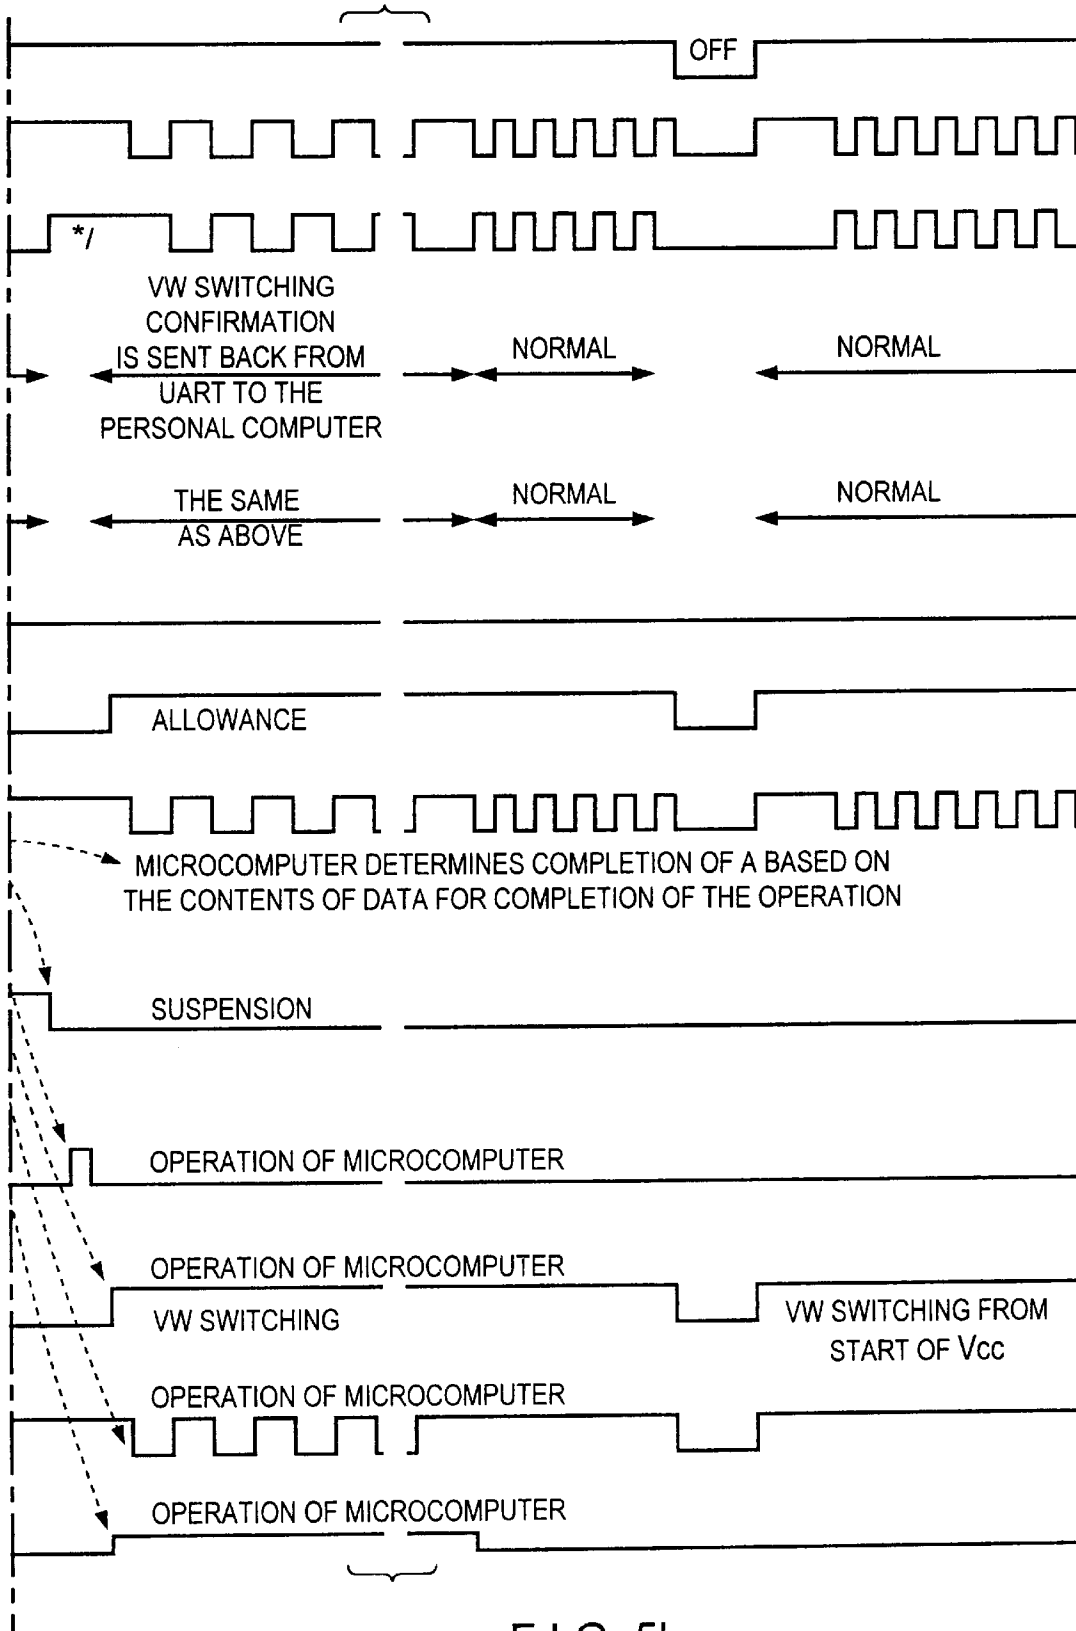 OFF
*/
VW SWITCHING
CONFIRMATION
IS SENT BACK FROM
UART TO THE
PERSONAL COMPUTER
NORMAL
NORMAL
THE SAME
AS ABOVE
NORMAL
NORMAL
ALLOWANCE
MICROCOMPUTER DETERMINES COMPLETION OF A BASED ON
THE CONTENTS OF DATA FOR COMPLETION OF THE OPERATION
SUSPENSION
OPERATION OF MICROCOMPUTER
OPERATION OF MICROCOMPUTER
VW SWITCHING
VW SWITCHING FROM
START OF Vcc
OPERATION OF MICROCOMPUTER
OPERATION OF MICROCOMPUTER